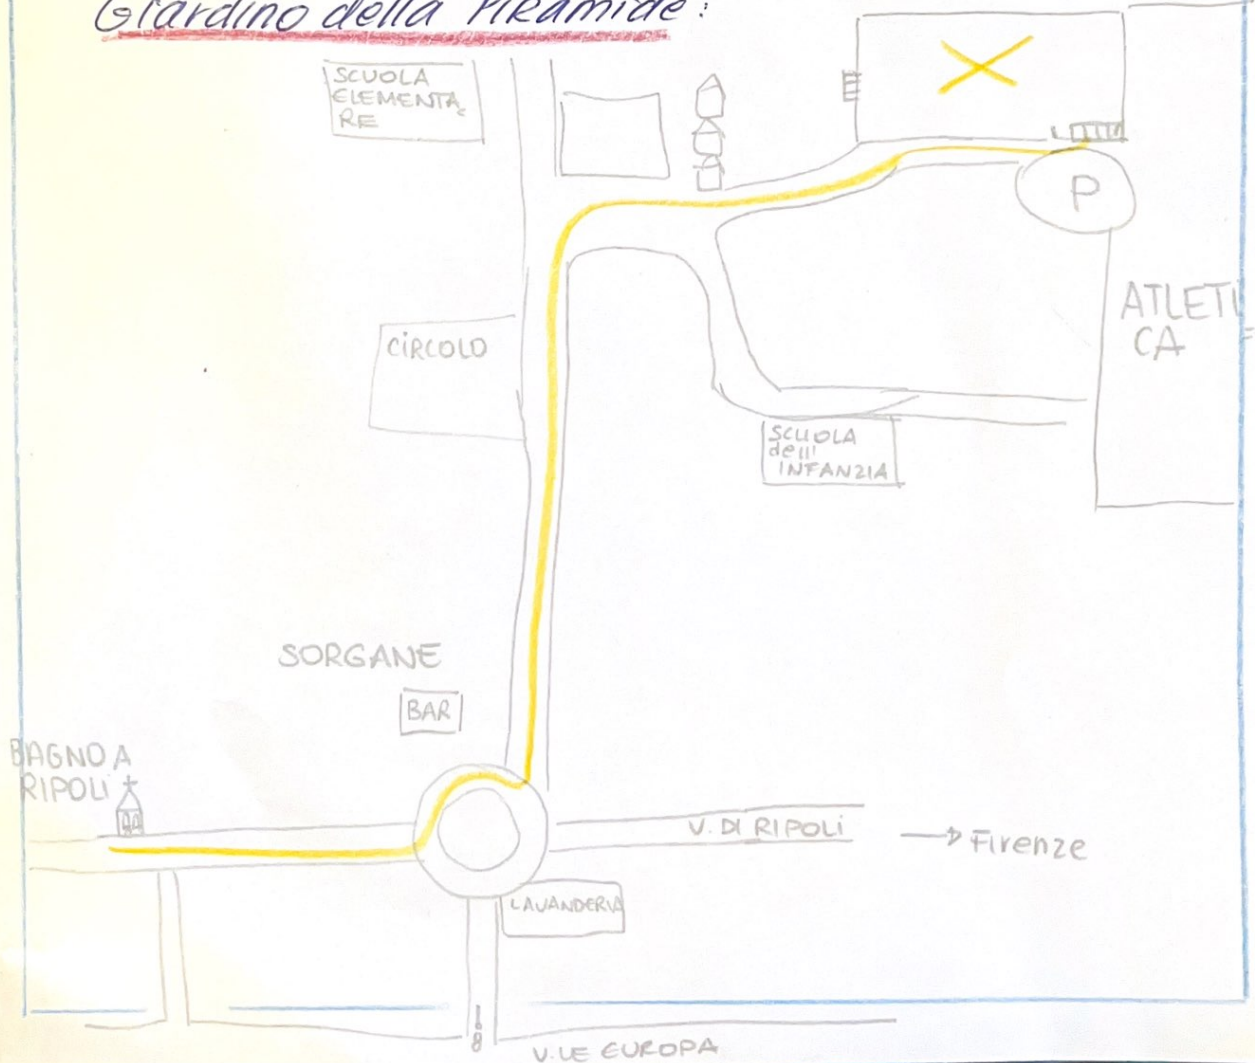 Giardino della Piramide:
SCUOLA
ELEMENTA
RE
P
ATLETI
CA
CIRCOLO
SCUOLA
dell'
INFANZIA
SORGANE
BAR
BAGNO A
RIPOLI
V. DI RIPOLI
→ Firenze
LAVANDERIA
V.LE EUROPA